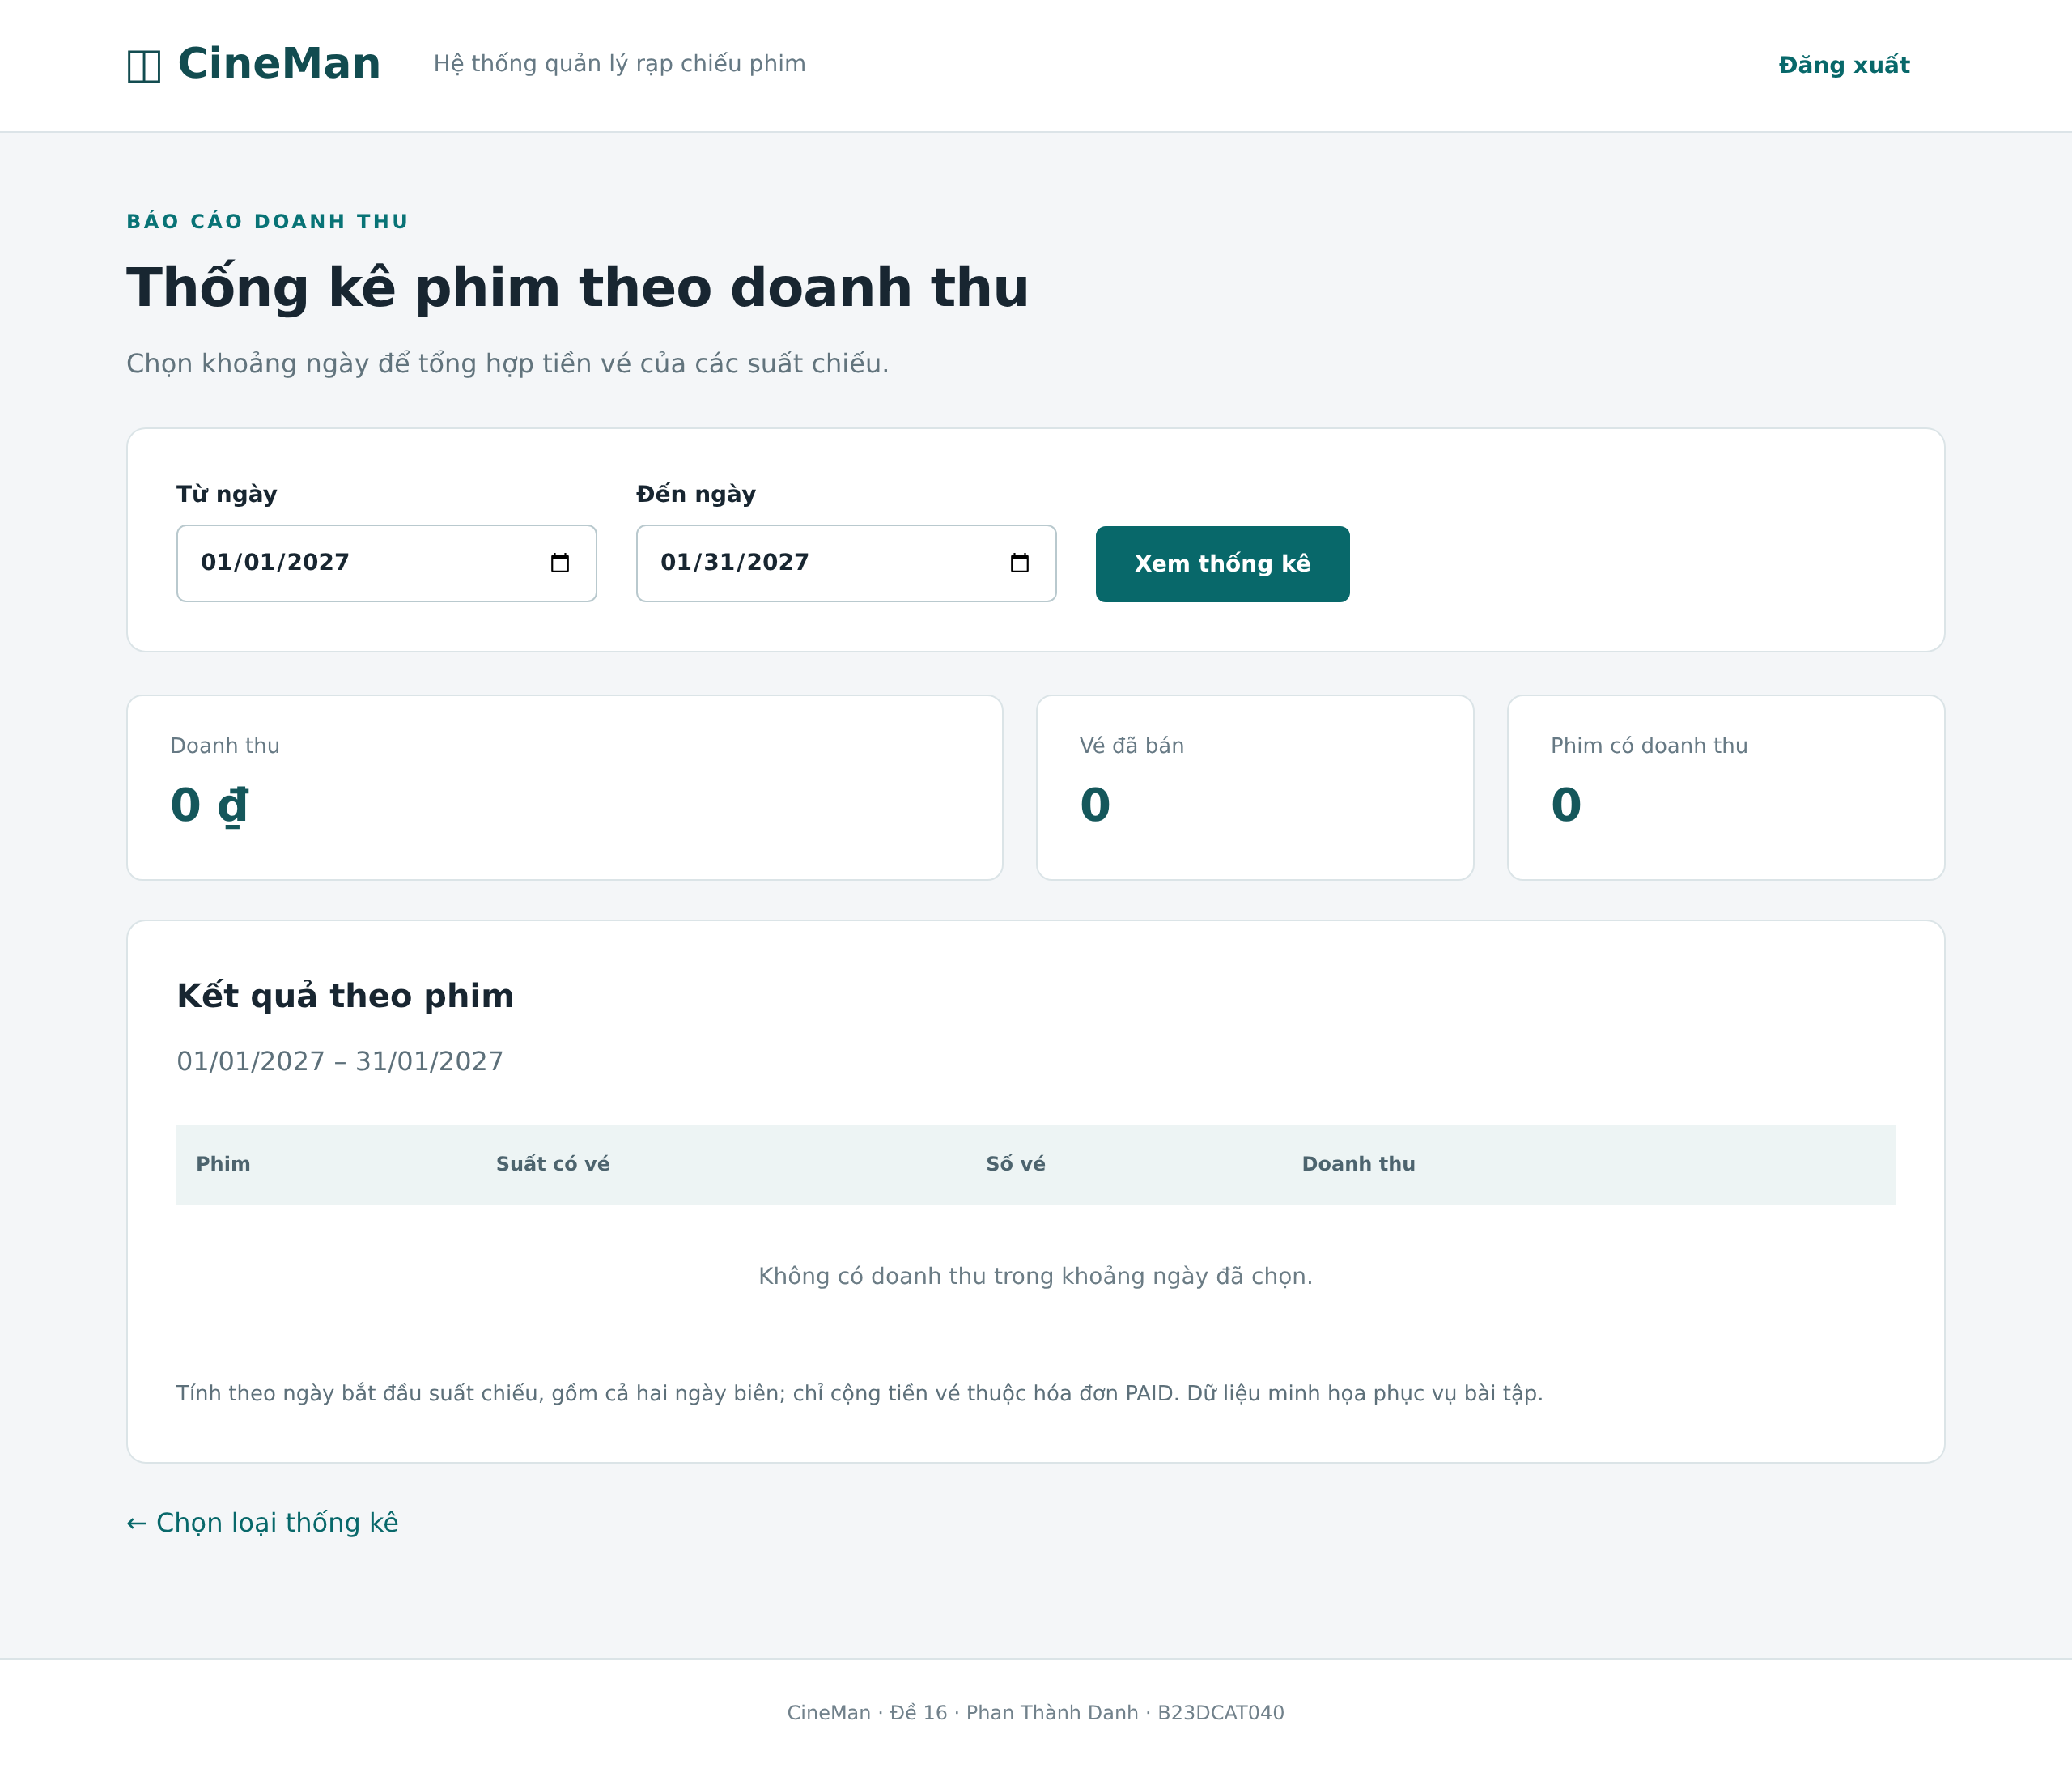 CineMan
Hệ thống quản lý rạp chiếu phim
Đăng xuất
BÁO CÁO DOANH THU
Thống kê phim theo doanh thu
Chọn khoảng ngày để tổng hợp tiền vé của các suất chiếu.
Từ ngày
Đến ngày
01/01/2027
01/31/2027
Xem thống kê
Doanh thu
Vé đã bán
Phim có doanh thu
0 ₫
0
0
Kết quả theo phim
01/01/2027 – 31/01/2027
Phim Suất có vé Số vé Doanh thu
Không có doanh thu trong khoảng ngày đã chọn.
Tính theo ngày bắt đầu suất chiếu, gồm cả hai ngày biên; chỉ cộng tiền vé thuộc hóa đơn PAID. Dữ liệu minh họa phục vụ bài tập.
← Chọn loại thống kê
CineMan · Đề 16 · Phan Thành Danh · B23DCAT040